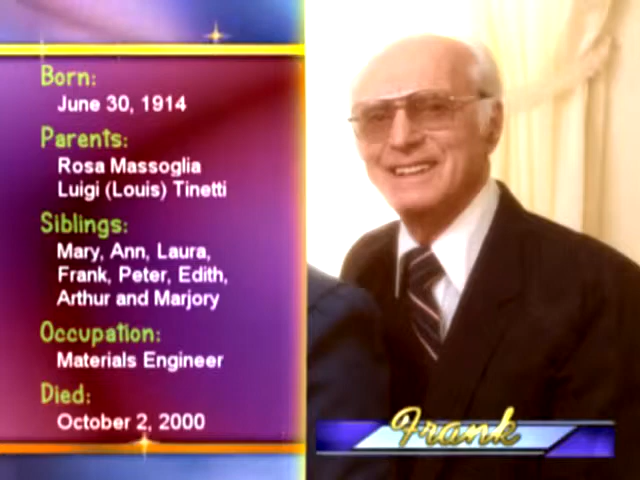 Born:
June 30, 1914
Parents:
Rosa Massoglia
Luigi (Louis) Tinetti
Siblings:
Mary, Ann, Laura,
Frank, Peter, Edith,
Arthur and Marjory
Occupation:
Materials Engineer
Died:
October 2, 2000
Frank